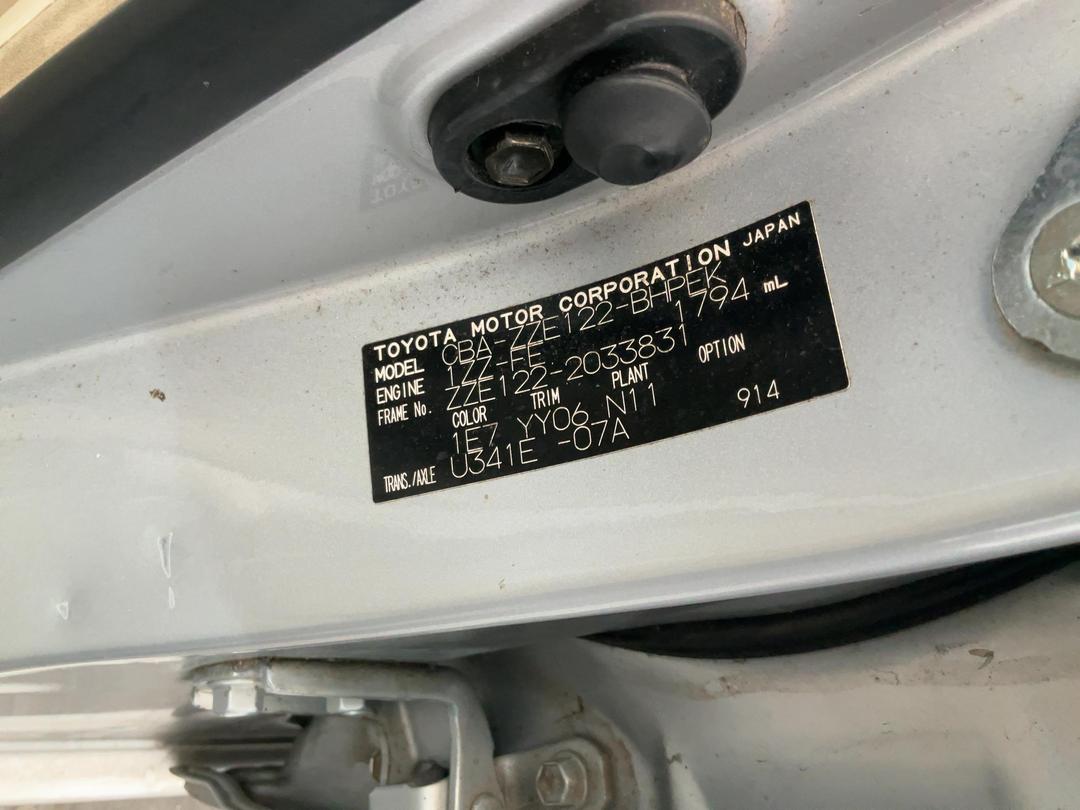 TOYOTA MOTOR CORPORATION JAPAN
MODEL CBA-ZZE122-BHPEK
ENGINE 1ZZ-FE 1794 mL
FRAME No. ZZE122-2033831
COLOR TRIM PLANT OPTION
1E7 YY06 N11 914
TRANS./AXLE U341E -07A